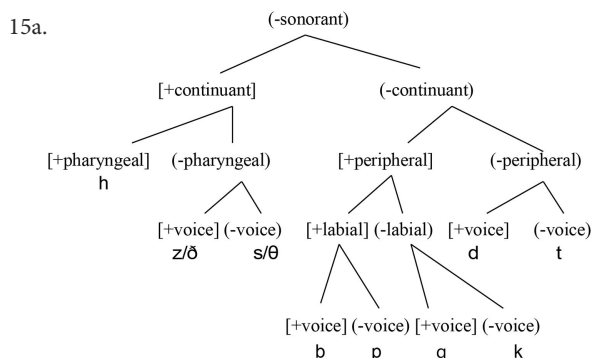 15a.
(-sonorant)
[+continuant] (-continuant)
[+pharyngeal] (-pharyngeal) [+peripheral] (-peripheral)
h
[+voice] (-voice) [+labial] (-labial) [+voice] (-voice)
z/ð s/θ d t
[+voice] (-voice) [+voice] (-voice)
b p g k